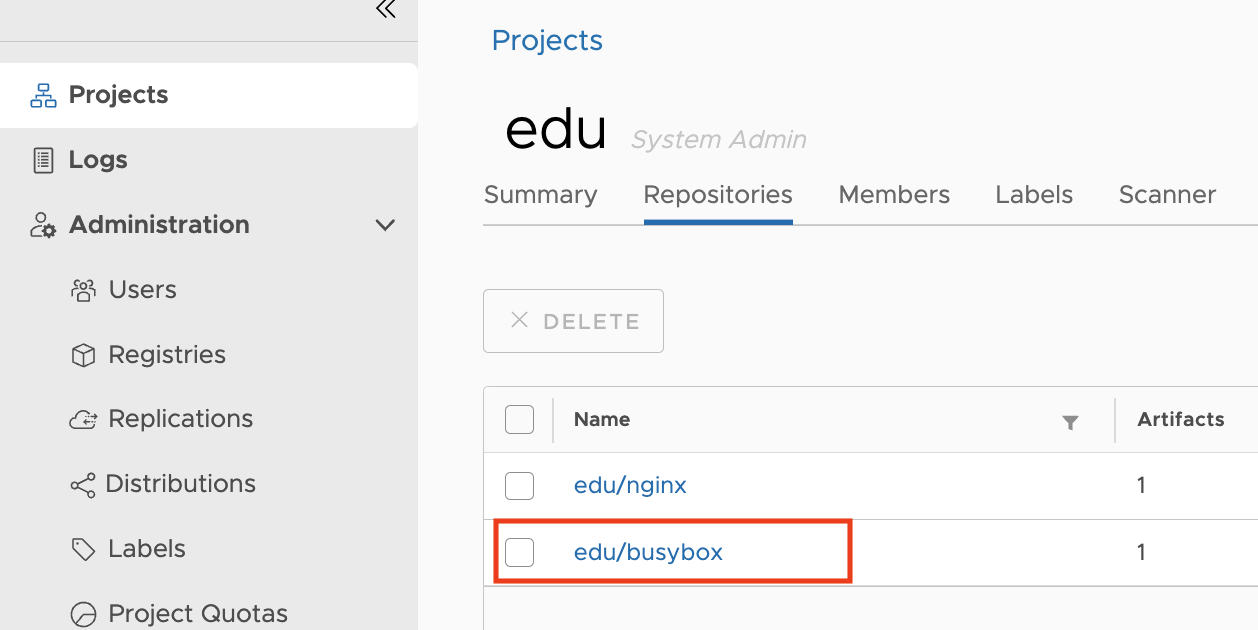 Projects
Logs
Administration
Users
Registries
Replications
Distributions
Labels
Project Quotas
Projects
edu System Admin
Summary Repositories Members Labels Scanner
DELETE
Name Artifacts
edu/nginx 1
edu/busybox 1